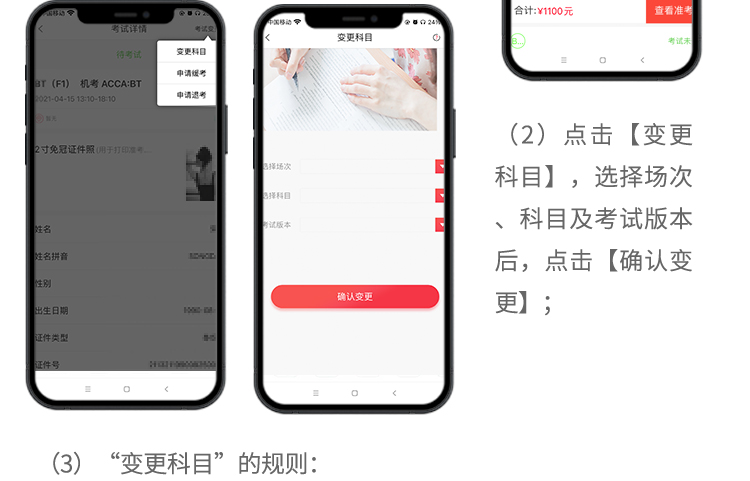 合计:¥1100元
查看准考
考试未
中国移动
考试详情
考试变
待考试
变更科目
申请缓考
申请退考
BT（F1） 机考 ACCA:BT
2021-04-15 13:10-18:10
2寸免冠证件照(用于打印准考...
姓名
姓名拼音
性别
出生日期
证件类型
证件号
中国移动
变更科目
选择场次
选择科目
考试版本
确认变更
（2）点击【变更
科目】，选择场次
、科目及考试版本
后，点击【确认变
更】；
（3）“变更科目”的规则：